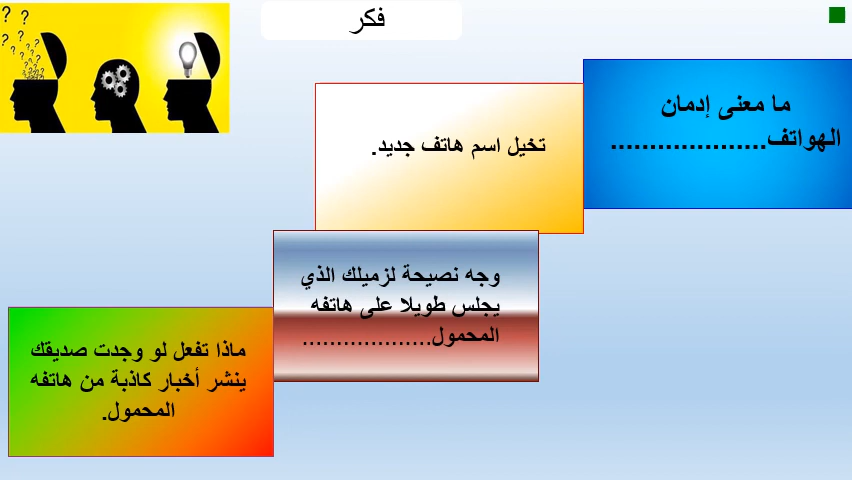 فكر
ما معنى إدمان
الهواتف....................
تخيل اسم هاتف جديد.
وجه نصيحة لزميلك الذي
يجلس طويلا على هاتفه
المحمول...................
ماذا تفعل لو وجدت صديقك
ينشر أخبار كاذبة من هاتفه
المحمول.